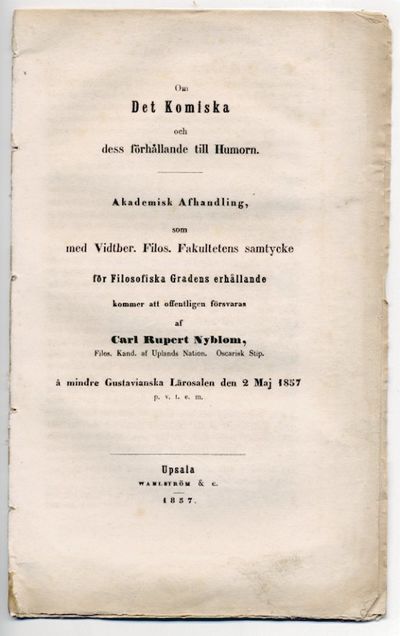 Om
Det Komiska
och
dess förhållande till Humorn.
Akademisk Afhandling,
som
med Vidtber. Filos. Fakultetens samtycke
för Filosofiska Gradens erhållande
kommer att offentligen försvaras
af
Carl Rupert Nyblom,
Filos. Kand. af Uplands Nation. Oscarisk Stip.
å mindre Gustavianska Lärosalen den 2 Maj 1857
p. v. t. e. m.
Upsala
WAHLSTRÖM & C.
1857.